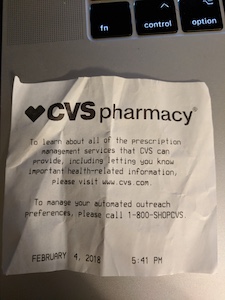 fn
control
option
CVS pharmacy®
To learn about all of the prescription
management services that CVS can
provide, including letting you know
important health-related information,
please visit www.cvs.com.
To manage your automated outreach
preferences, please call 1-800-SHOPCVS.
FEBRUARY 4, 2018 5:41 PM